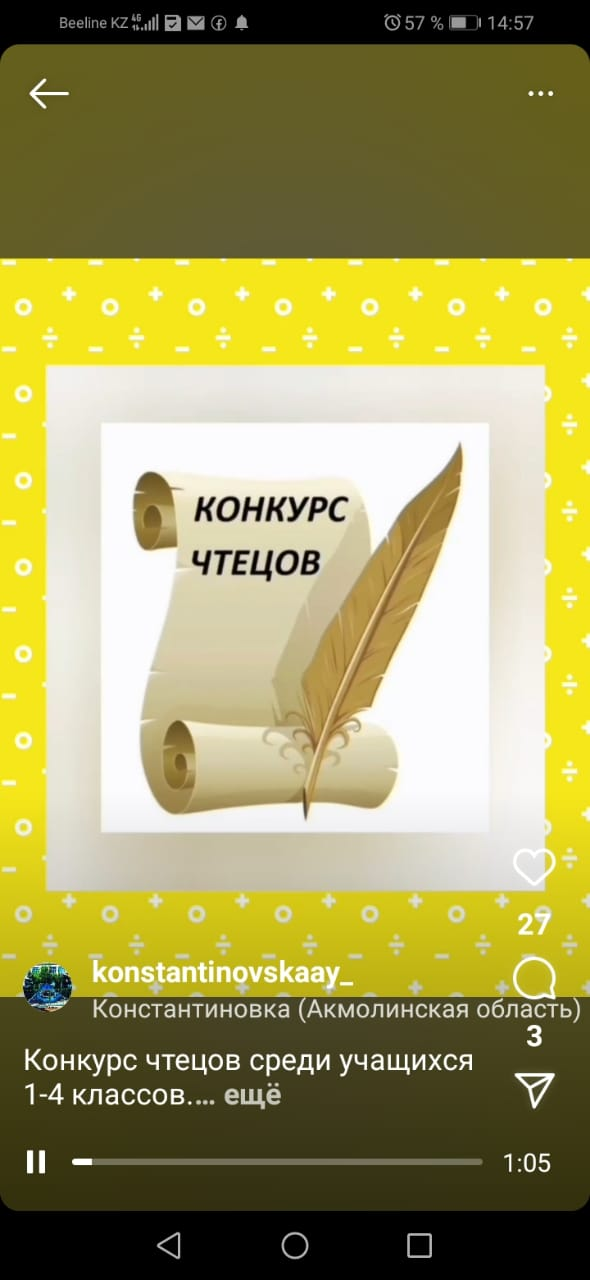 Beeline KZ 4G 57 % 14:57
КОНКУРС
ЧТЕЦОВ
27
konstantinovskaay_
Константиновка (Акмолинская область)
3
Конкурс чтецов среди учащихся
1-4 классов.... ещё
1:05